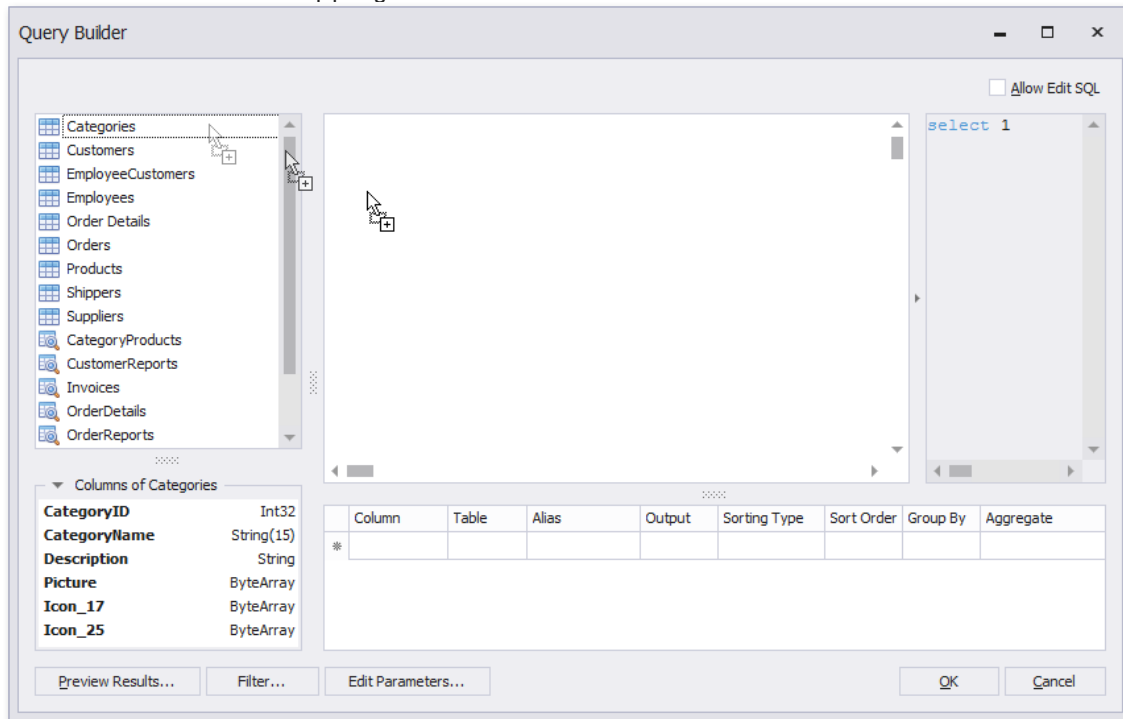 Query Builder
Allow Edit SQL
Categories
Customers
EmployeeCustomers
Employees
Order Details
Orders
Products
Shippers
Suppliers
CategoryProducts
CustomerReports
Invoices
OrderDetails
OrderReports
select 1
Columns of Categories
CategoryID Int32
CategoryName String(15)
Description String
Picture ByteArray
Icon_17 ByteArray
Icon_25 ByteArray
Column Table Alias Output Sorting Type Sort Order Group By Aggregate
Preview Results... Filter... Edit Parameters... OK Cancel